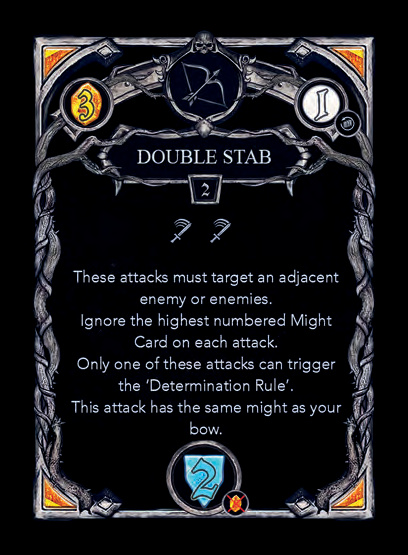 3
1
DOUBLE STAB
2
These attacks must target an adjacent
enemy or enemies.
Ignore the highest numbered Might
Card on each attack.
Only one of these attacks can trigger
the ‘Determination Rule’.
This attack has the same might as your
bow.
2